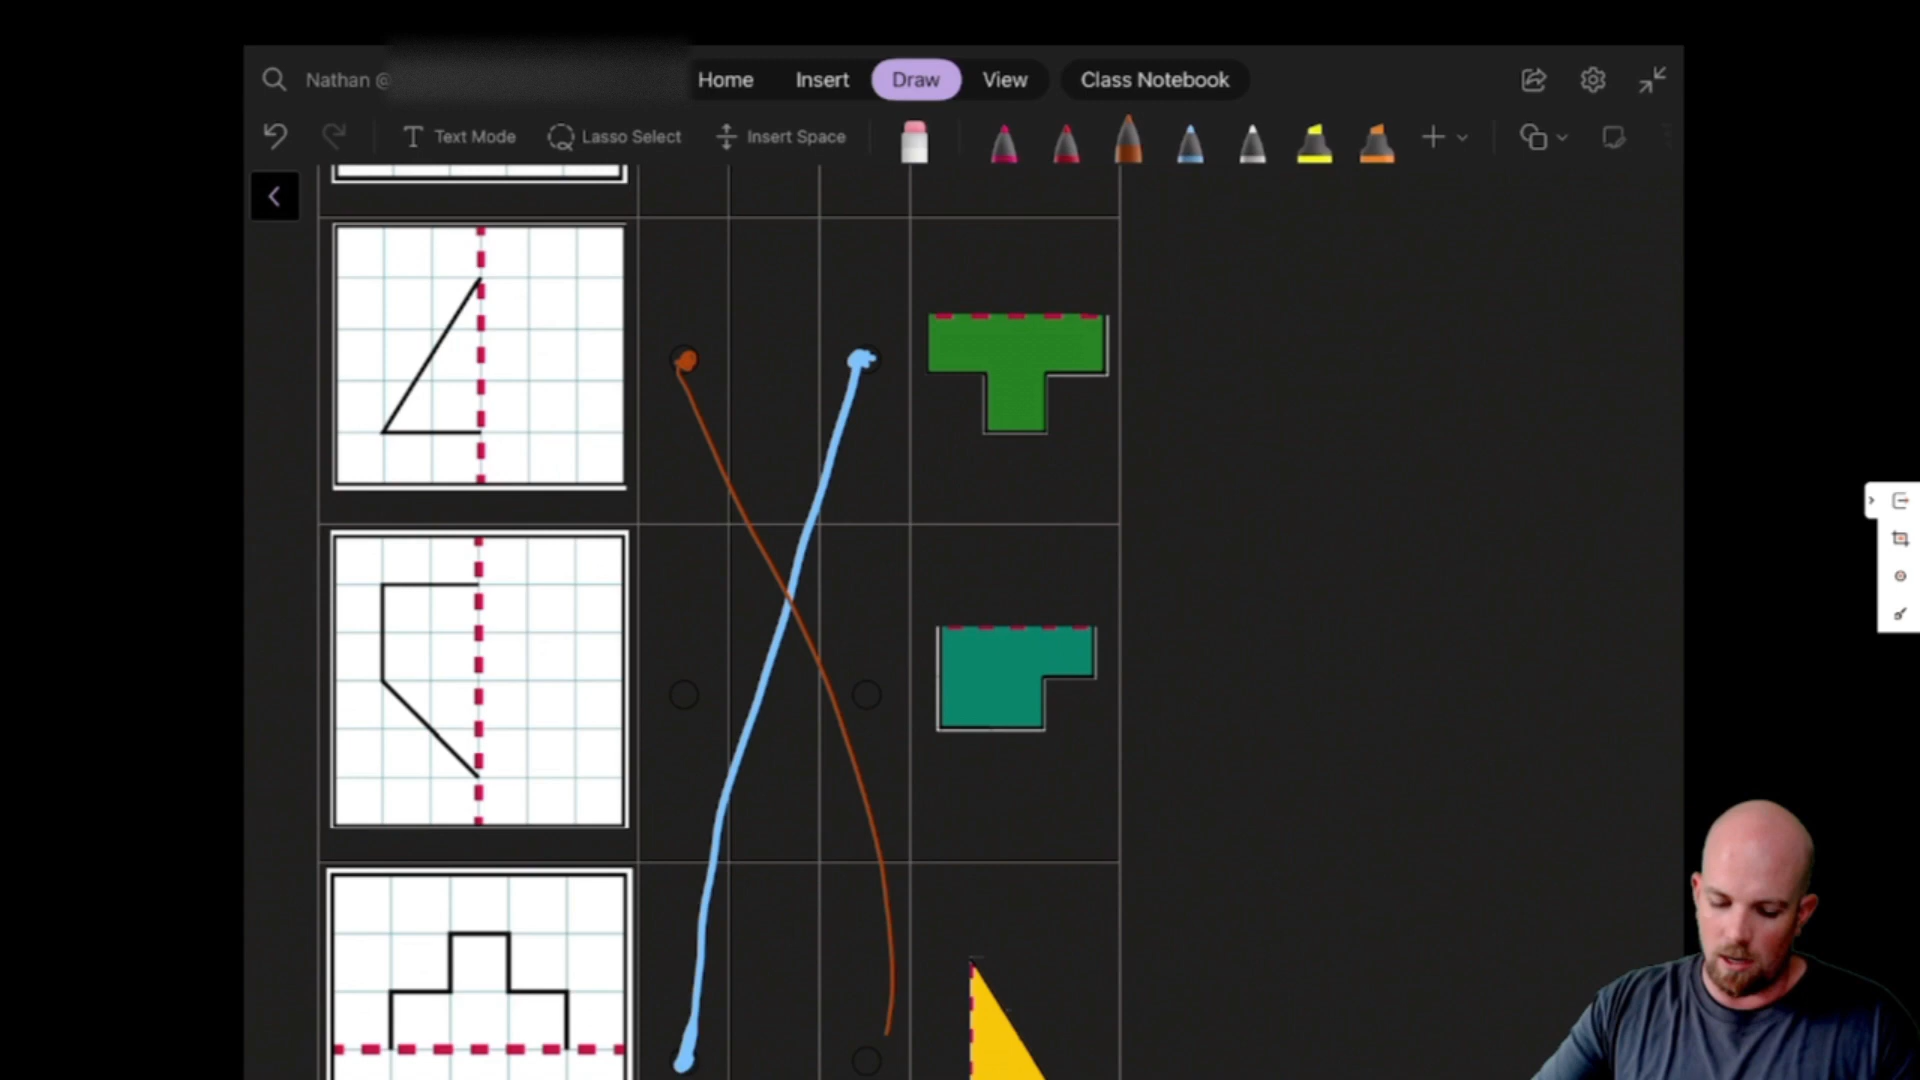 Nathan @
Home Insert Draw View Class Notebook
Text Mode Lasso Select Insert Space